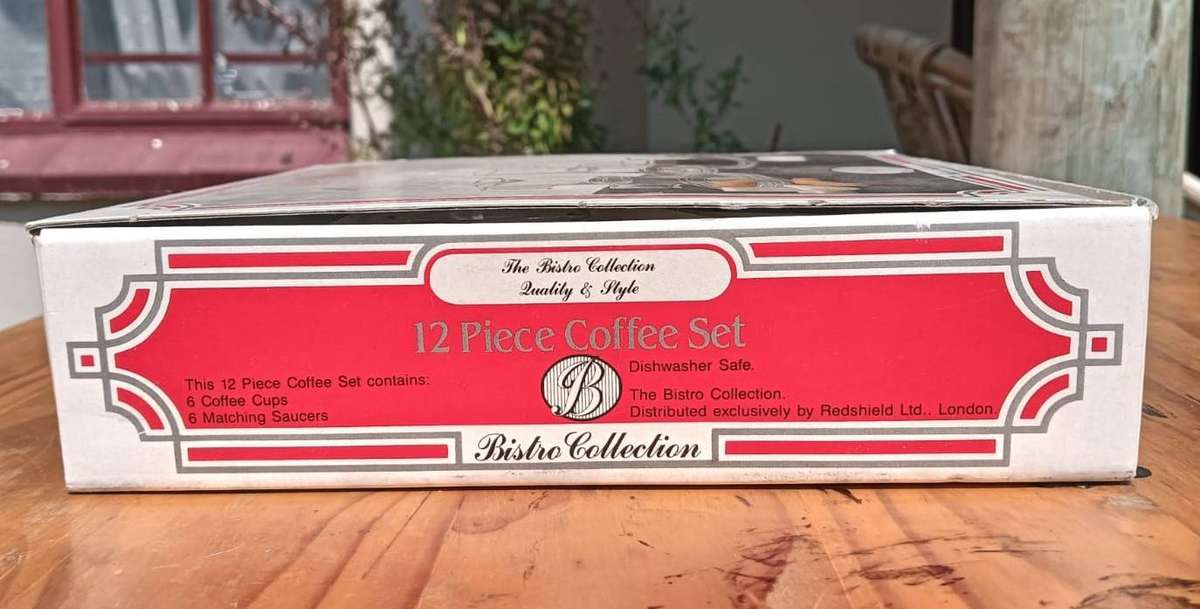 The Bistro Collection
Quality & Style
12 Piece Coffee Set
This 12 Piece Coffee Set contains:
6 Coffee Cups
6 Matching Saucers
B
Dishwasher Safe.
The Bistro Collection.
Distributed exclusively by Redshield Ltd.. London.
Bistro Collection